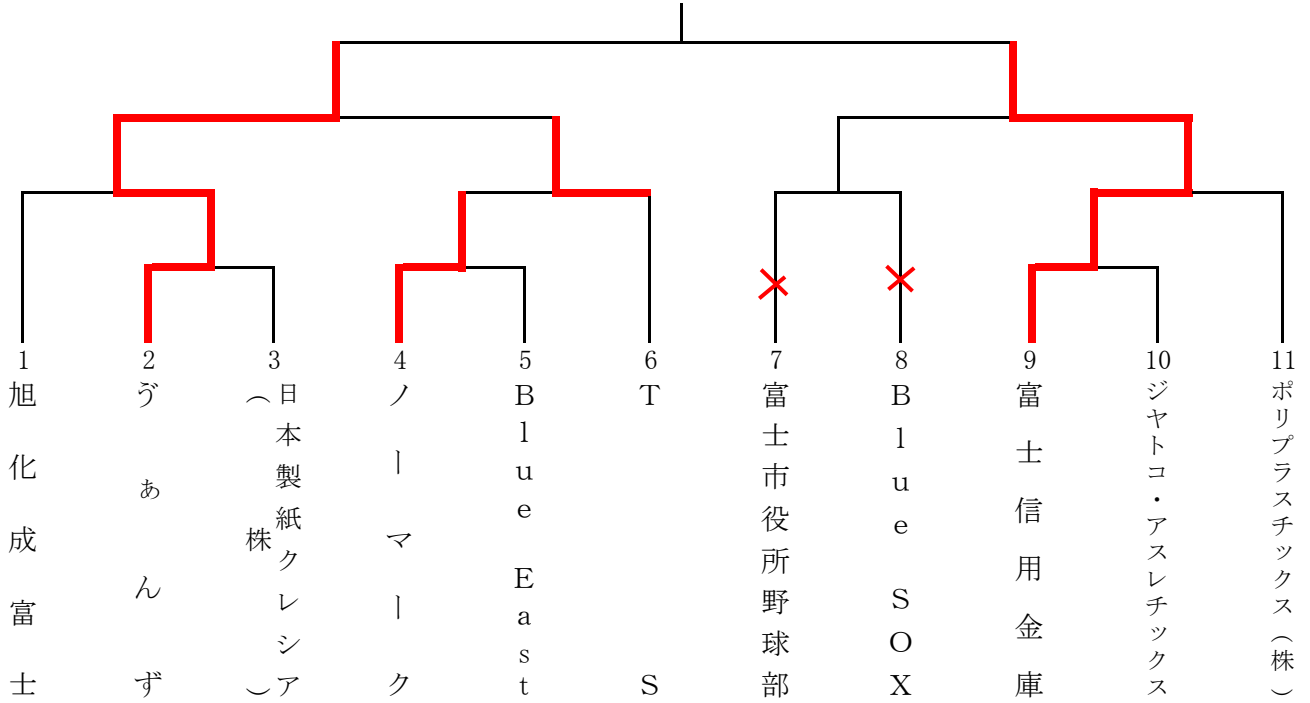 1
2
3
4
5
6
7
8
9
10
11
旭化成富士
ゔぁんず
日本製紙クレシア
（株）
ノーマーク
Blue East
TS
富士市役所野球部
Blue SOX
富士信用金庫
ジヤトコ・アスレチックス
ポリプラスチックス（株）